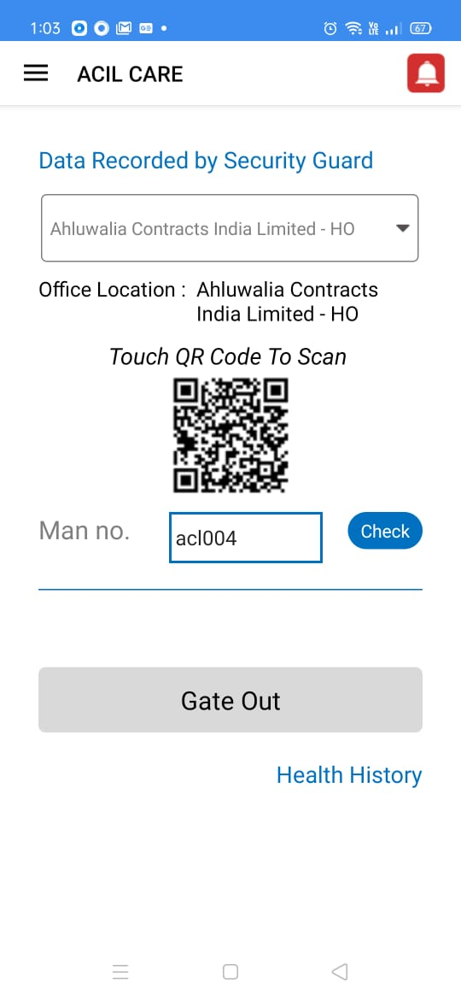 1:03
67
ACIL CARE
Data Recorded by Security Guard
Ahluwalia Contracts India Limited - HO
Office Location : Ahluwalia Contracts
India Limited - HO
Touch QR Code To Scan
Man no.
acl004
Check
Gate Out
Health History